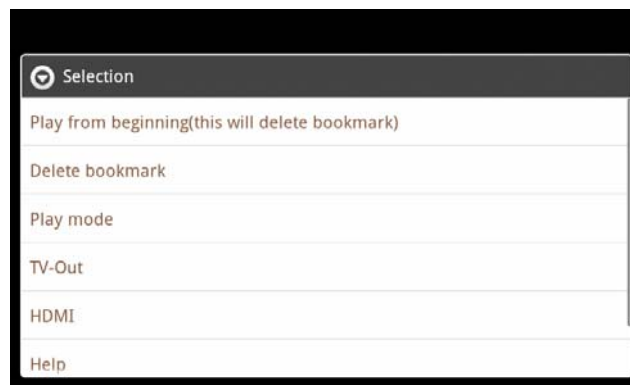 Selection
Play from beginning(this will delete bookmark)
Delete bookmark
Play mode
TV-Out
HDMI
Help